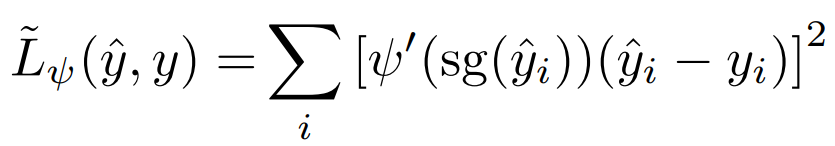 L̃_ψ(ŷ, y) = ∑_i [ψ′(sg(ŷ_i))(ŷ_i − y_i)]²